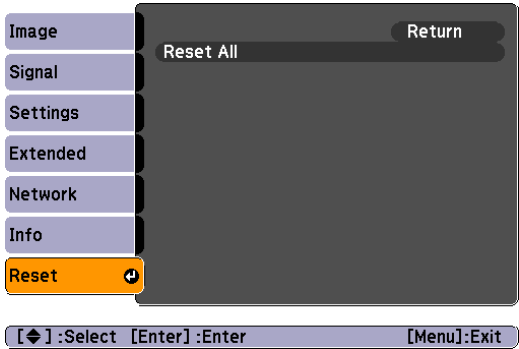 Image
Signal
Settings
Extended
Network
Info
Reset
Return
Reset All
[ ] :Select [Enter] :Enter [Menu]:Exit